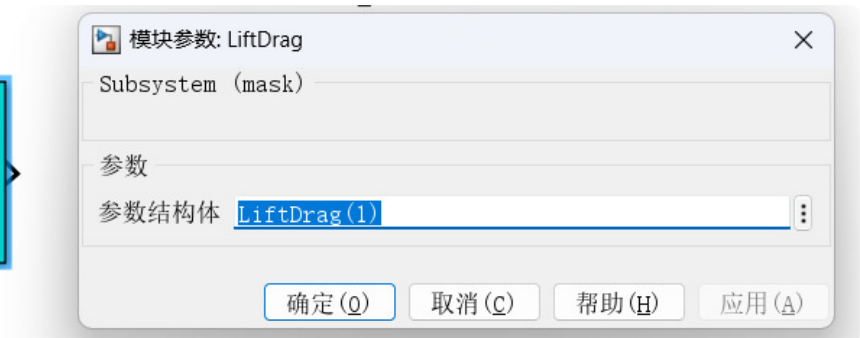 模块参数: LiftDrag
Subsystem (mask)
参数
参数结构体 LiftDrag(1)
确定(O) 取消(C) 帮助(H) 应用(A)